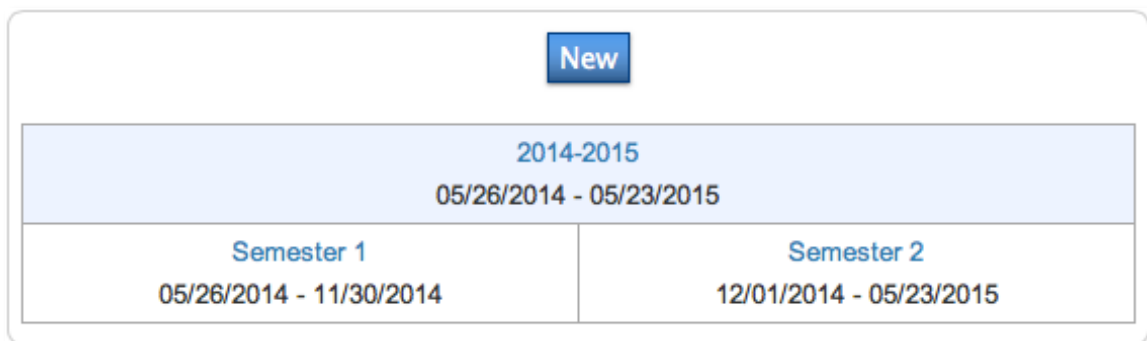 New
2014-2015
05/26/2014 - 05/23/2015
Semester 1
05/26/2014 - 11/30/2014
Semester 2
12/01/2014 - 05/23/2015